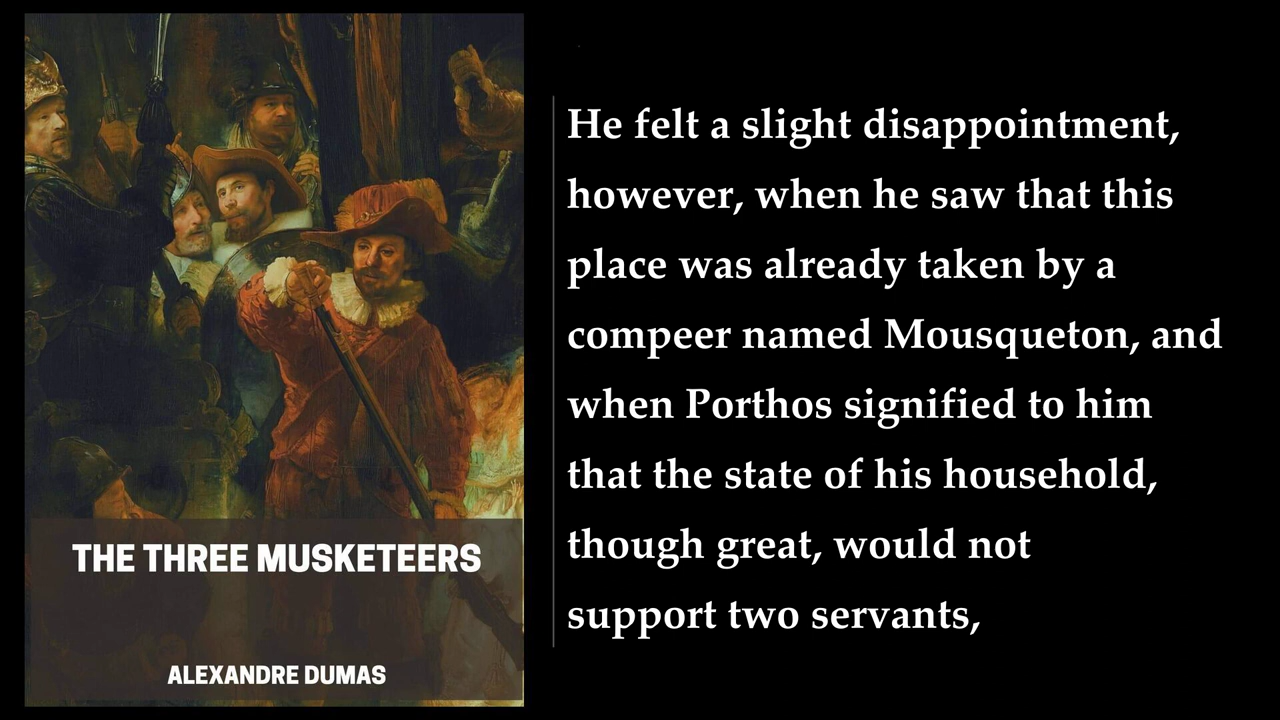 THE THREE MUSKETEERS
ALEXANDRE DUMAS
He felt a slight disappointment,
however, when he saw that this
place was already taken by a
compeer named Mousqueton, and
when Porthos signified to him
that the state of his household,
though great, would not
support two servants,